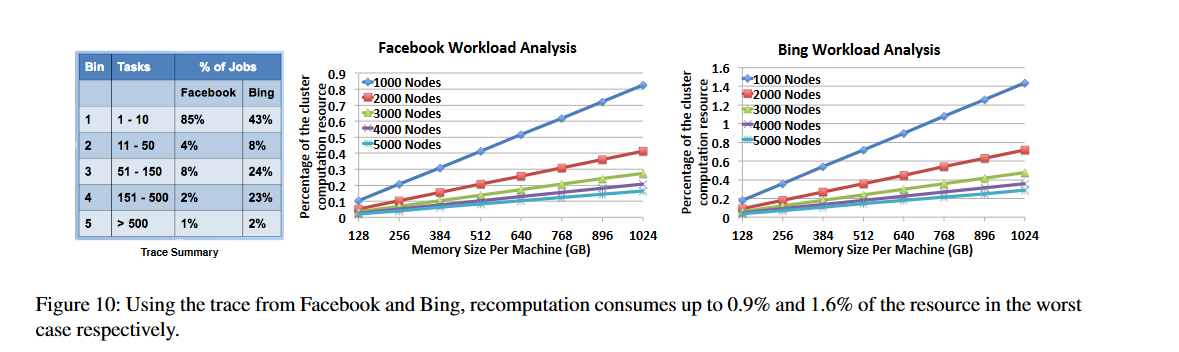 Bin Tasks % of Jobs
Facebook Bing
1 1 - 10 85% 43%
2 11 - 50 4% 8%
3 51 - 150 8% 24%
4 151 - 500 2% 23%
5 > 500 1% 2%
Trace Summary
Facebook Workload Analysis
Percentage of the cluster
computation resource
0.9
0.8
0.7
0.6
0.5
0.4
0.3
0.2
0.1
0
1000 Nodes
2000 Nodes
3000 Nodes
4000 Nodes
5000 Nodes
128 256 384 512 640 768 896 1024
Memory Size Per Machine (GB)
Bing Workload Analysis
Percentage of the cluster
computation resource
1.6
1.4
1.2
1
0.8
0.6
0.4
0.2
0
1000 Nodes
2000 Nodes
3000 Nodes
4000 Nodes
5000 Nodes
128 256 384 512 640 768 896 1024
Memory Size Per Machine (GB)
Figure 10: Using the trace from Facebook and Bing, recomputation consumes up to 0.9% and 1.6% of the resource in the worst
case respectively.